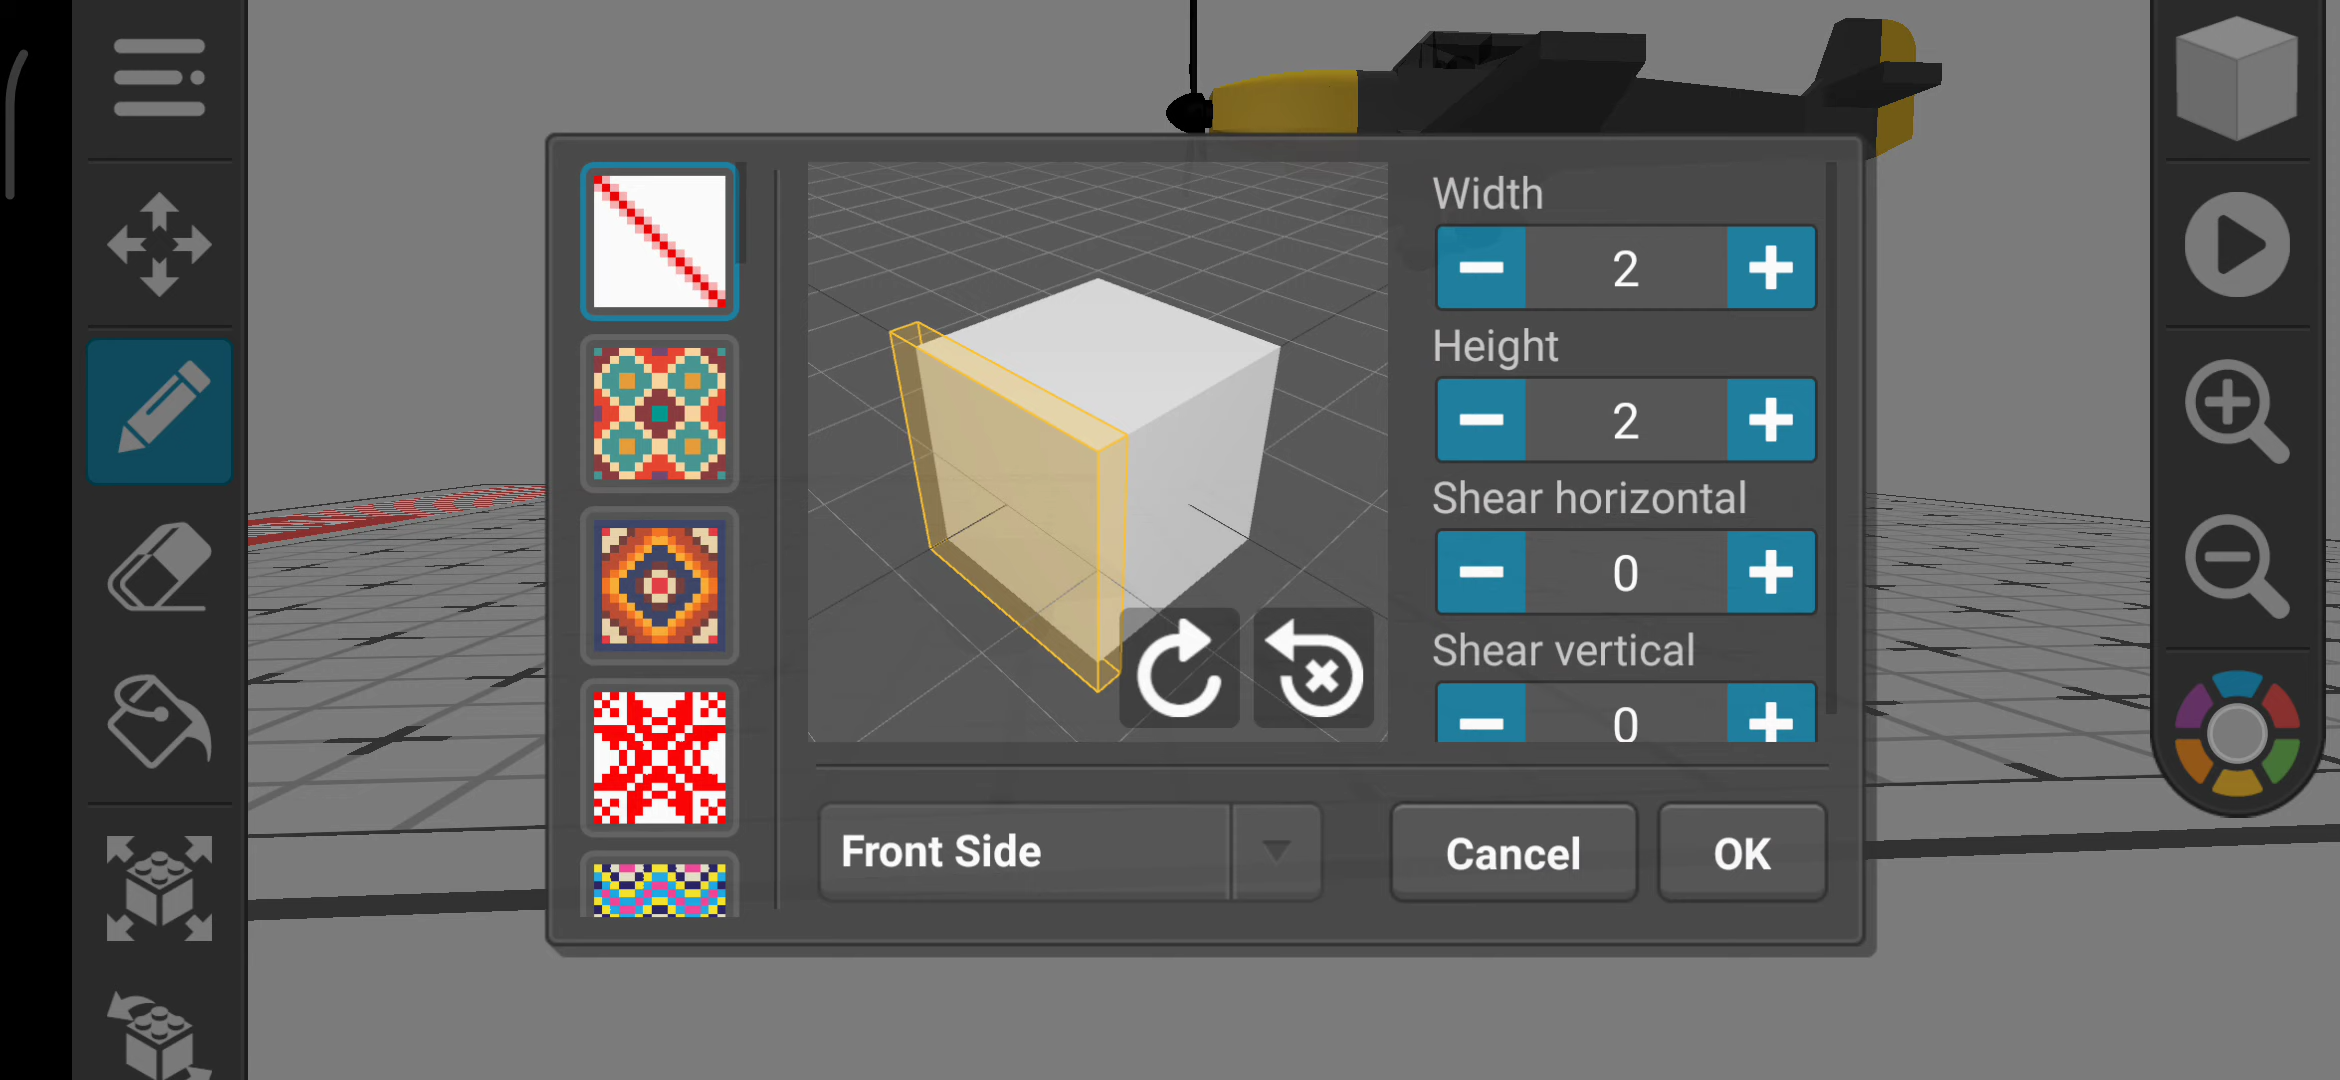 Width
2
Height
2
Shear horizontal
0
Shear vertical
0
Front Side
Cancel
OK